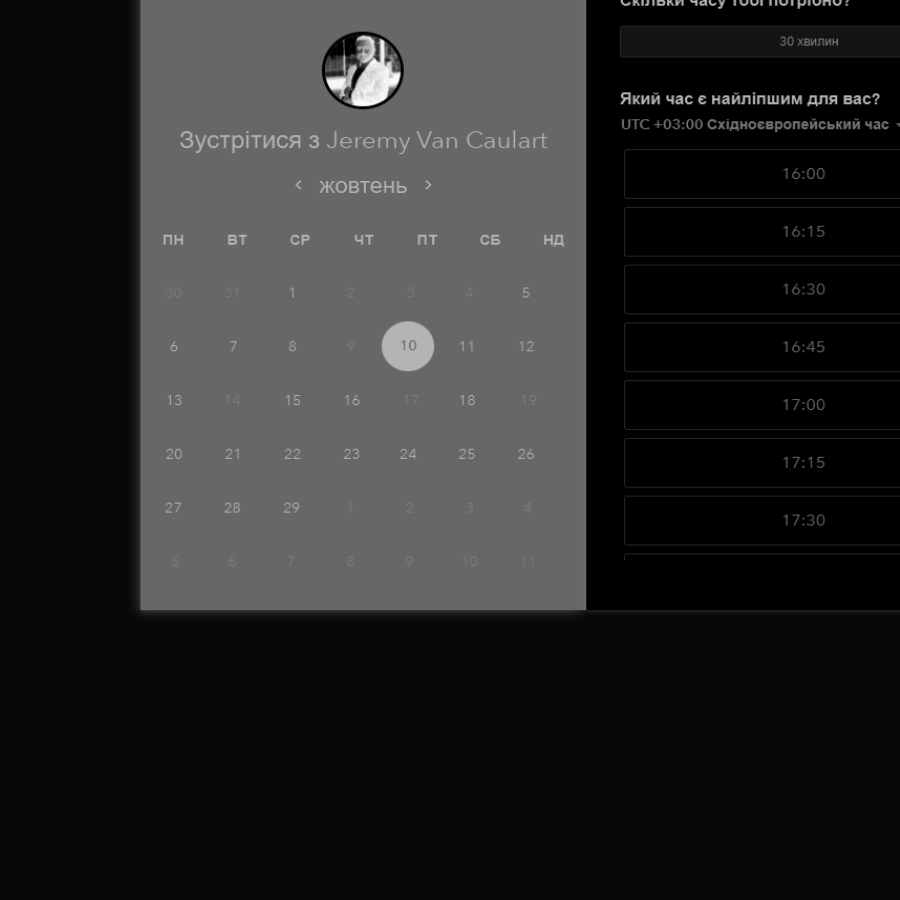 Зустрітися з Jeremy Van Caulart
жовтень
ПН ВТ СР ЧТ ПТ СБ НД
30 31 1 2 3 4 5
6 7 8 9 10 11 12
13 14 15 16 17 18 19
20 21 22 23 24 25 26
27 28 29 1 2 3 4
5 6 7 8 9 10 11
Скільки часу тобі потрібно?
30 хвилин
Який час є найліпшим для вас?
UTC +03:00 Східноєвропейський час
16:00
16:15
16:30
16:45
17:00
17:15
17:30